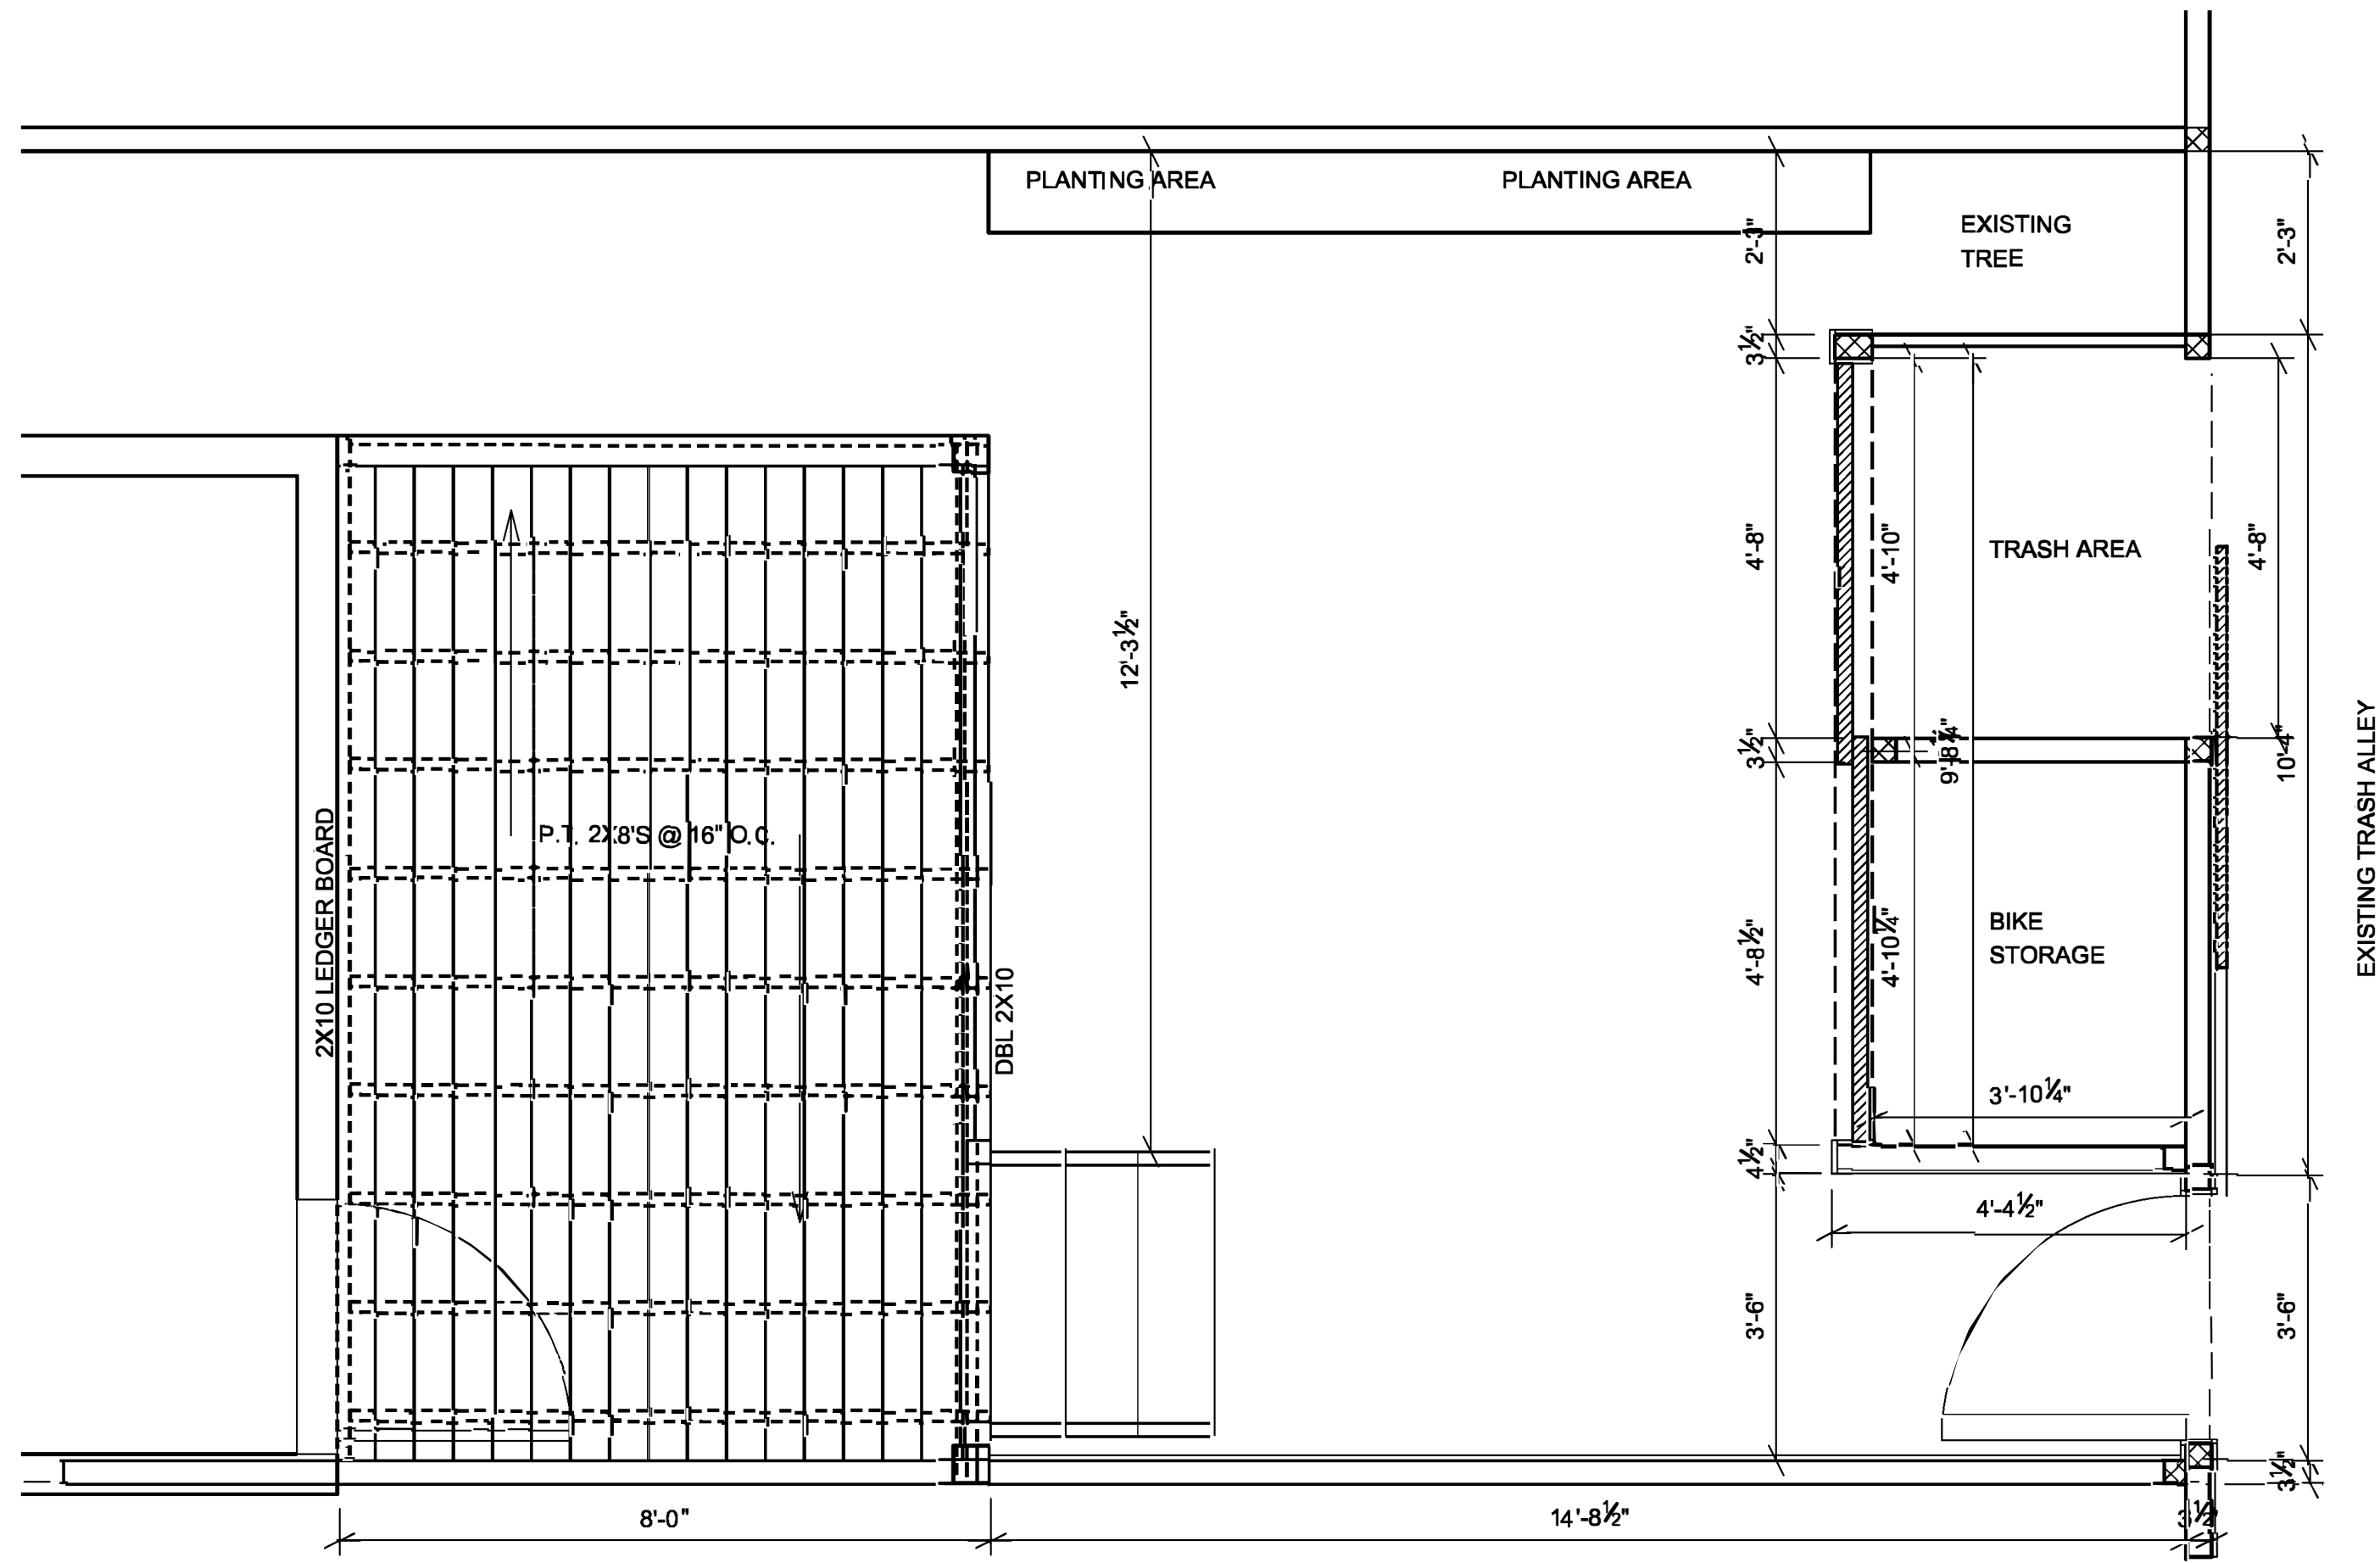 PLANTING AREA
PLANTING AREA
EXISTING
TREE
2'-3"
2'-3"
3½"
4'-8"
4'-10"
TRASH AREA
4'-8"
12'-3½"
3½"
9'-8¼"
10'-4"
EXISTING TRASH ALLEY
P.T. 2X8'S @ 16" O.C.
2X10 LEDGER BOARD
DBL 2X10
4'-8½"
4'-10¼"
BIKE
STORAGE
3'-10¼"
4½"
4'-4½"
3'-6"
3'-6"
3½"
8'-0"
14'-8½"
3½"